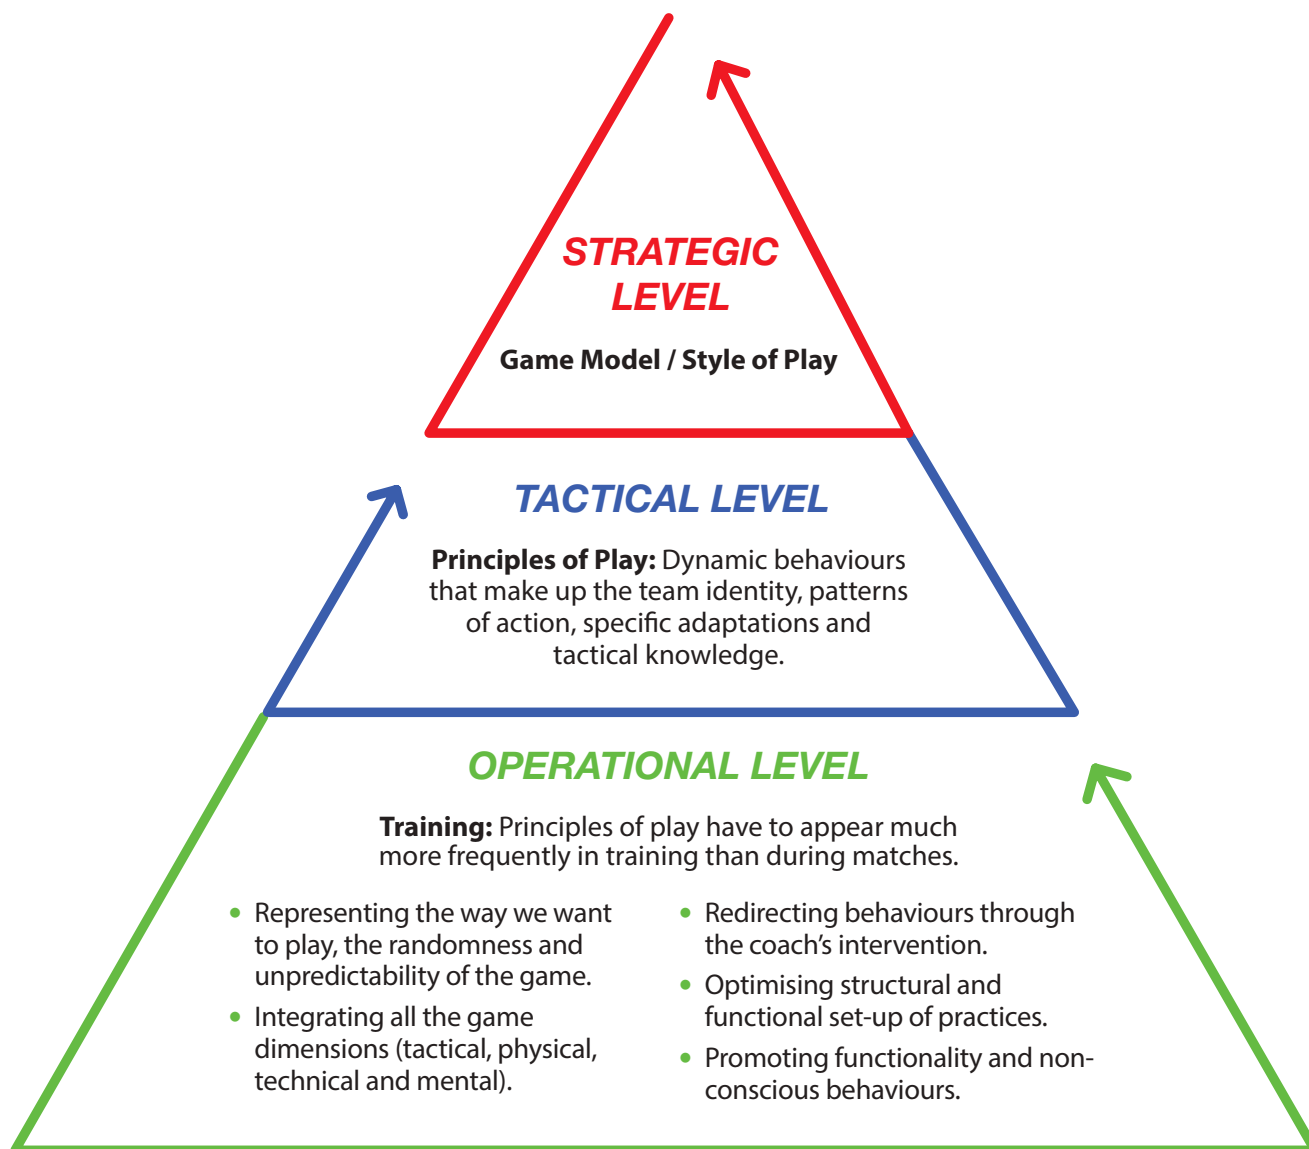 STRATEGIC
LEVEL
Game Model / Style of Play
TACTICAL LEVEL
Principles of Play: Dynamic behaviours
that make up the team identity, patterns
of action, specific adaptations and
tactical knowledge.
OPERATIONAL LEVEL
Training: Principles of play have to appear much
more frequently in training than during matches.
• Representing the way we want
to play, the randomness and
unpredictability of the game.
• Integrating all the game
dimensions (tactical, physical,
technical and mental).
• Redirecting behaviours through
the coach’s intervention.
• Optimising structural and
functional set-up of practices.
• Promoting functionality and non-
conscious behaviours.